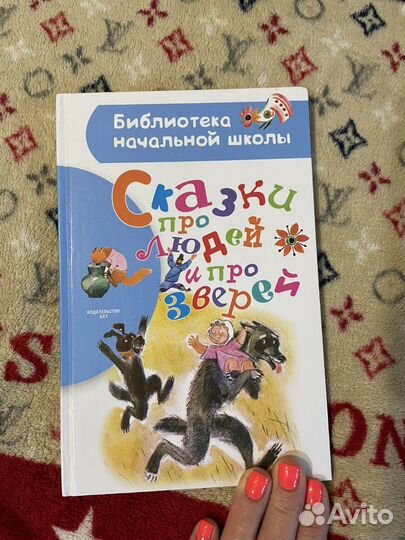 Библиотека
начальной школы
Сказки
про
людей
и про
зверей
ИЗДАТЕЛЬСТВО
АСТ
Avito